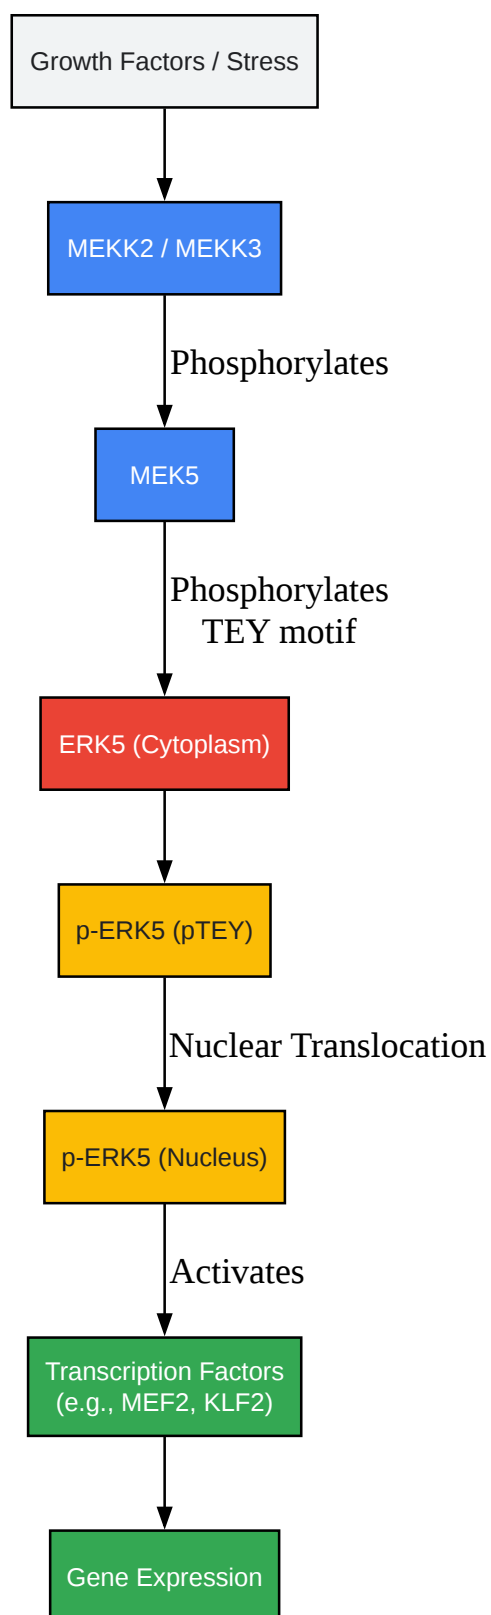 Growth Factors / Stress
MEKK2 / MEKK3
Phosphorylates
MEK5
Phosphorylates
TEY motif
ERK5 (Cytoplasm)
p-ERK5 (pTEY)
Nuclear Translocation
p-ERK5 (Nucleus)
Activates
Transcription Factors
(e.g., MEF2, KLF2)
Gene Expression